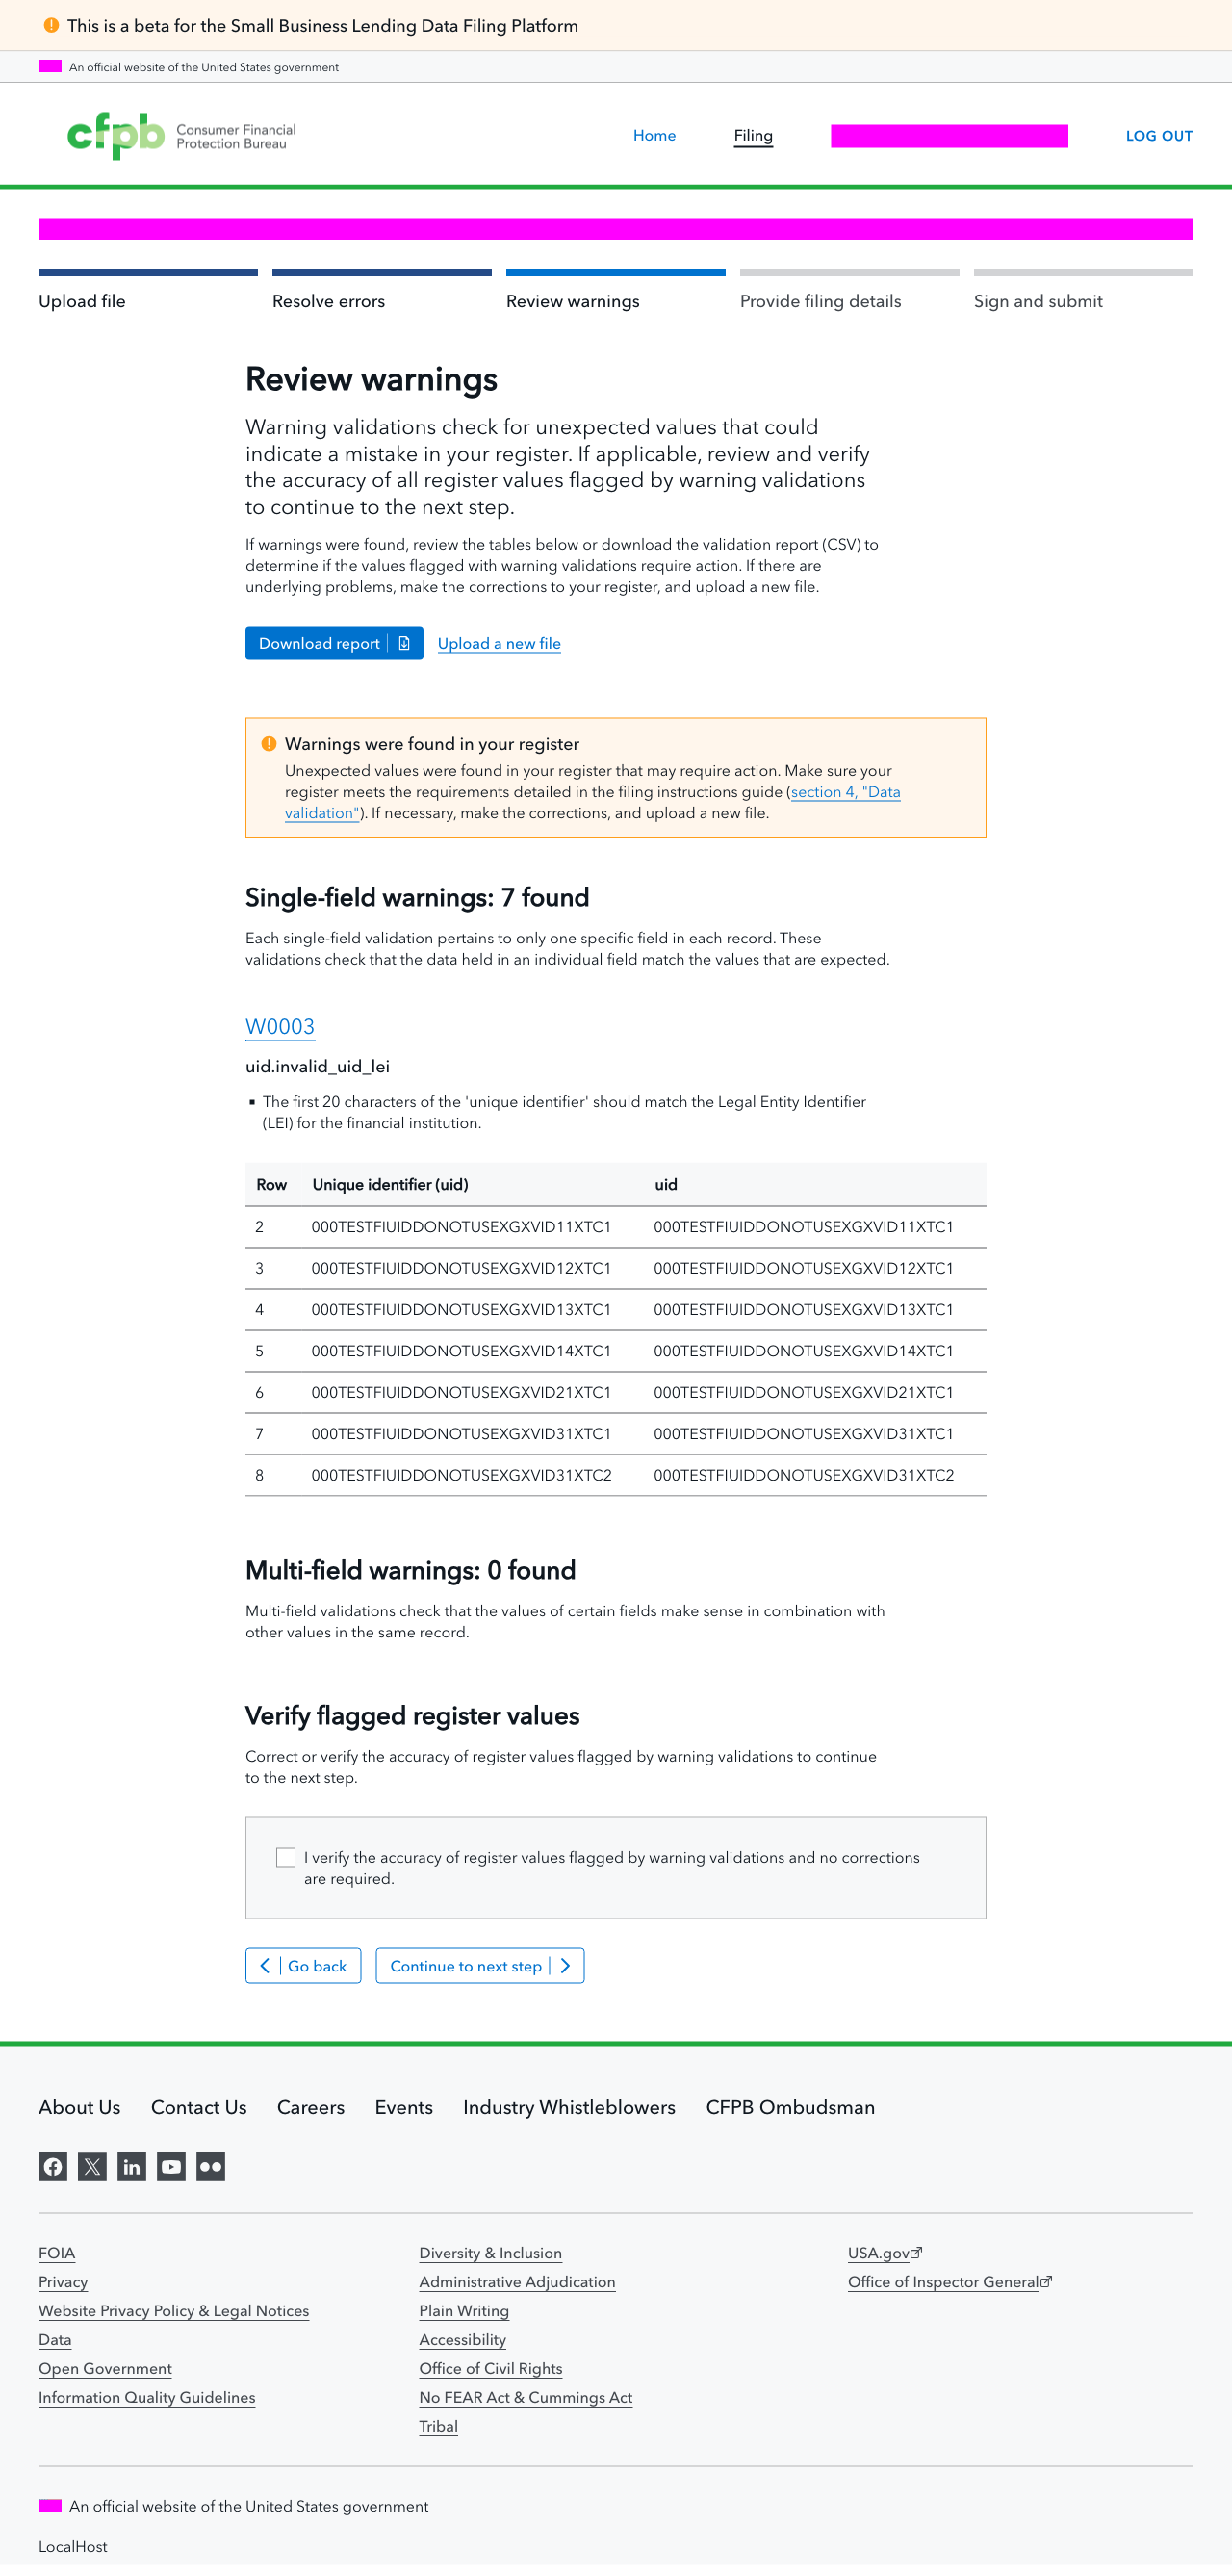 This is a beta for the Small Business Lending Data Filing Platform
An official website of the United States government
cfpb Consumer Financial
Protection Bureau
Home Filing LOG OUT
Upload file Resolve errors Review warnings Provide filing details Sign and submit
Review warnings
Warning validations check for unexpected values that could
indicate a mistake in your register. If applicable, review and verify
the accuracy of all register values flagged by warning validations
to continue to the next step.
If warnings were found, review the tables below or download the validation report (CSV) to
determine if the values flagged with warning validations require action. If there are
underlying problems, make the corrections to your register, and upload a new file.
Download report Upload a new file
Warnings were found in your register
Unexpected values were found in your register that may require action. Make sure your
register meets the requirements detailed in the filing instructions guide (section 4, "Data
validation"). If necessary, make the corrections, and upload a new file.
Single-field warnings: 7 found
Each single-field validation pertains to only one specific field in each record. These
validations check that the data held in an individual field match the values that are expected.
W0003
uid.invalid_uid_lei
▪ The first 20 characters of the 'unique identifier' should match the Legal Entity Identifier
(LEI) for the financial institution.
Row Unique identifier (uid) uid
2 000TESTFIUIDDONOTUSEXGXVID11XTC1 000TESTFIUIDDONOTUSEXGXVID11XTC1
3 000TESTFIUIDDONOTUSEXGXVID12XTC1 000TESTFIUIDDONOTUSEXGXVID12XTC1
4 000TESTFIUIDDONOTUSEXGXVID13XTC1 000TESTFIUIDDONOTUSEXGXVID13XTC1
5 000TESTFIUIDDONOTUSEXGXVID14XTC1 000TESTFIUIDDONOTUSEXGXVID14XTC1
6 000TESTFIUIDDONOTUSEXGXVID21XTC1 000TESTFIUIDDONOTUSEXGXVID21XTC1
7 000TESTFIUIDDONOTUSEXGXVID31XTC1 000TESTFIUIDDONOTUSEXGXVID31XTC1
8 000TESTFIUIDDONOTUSEXGXVID31XTC2 000TESTFIUIDDONOTUSEXGXVID31XTC2
Multi-field warnings: 0 found
Multi-field validations check that the values of certain fields make sense in combination with
other values in the same record.
Verify flagged register values
Correct or verify the accuracy of register values flagged by warning validations to continue
to the next step.
I verify the accuracy of register values flagged by warning validations and no corrections
are required.
Go back Continue to next step
About Us Contact Us Careers Events Industry Whistleblowers CFPB Ombudsman
FOIA
Privacy
Website Privacy Policy & Legal Notices
Data
Open Government
Information Quality Guidelines
Diversity & Inclusion
Administrative Adjudication
Plain Writing
Accessibility
Office of Civil Rights
No FEAR Act & Cummings Act
Tribal
USA.gov
Office of Inspector General
An official website of the United States government
LocalHost